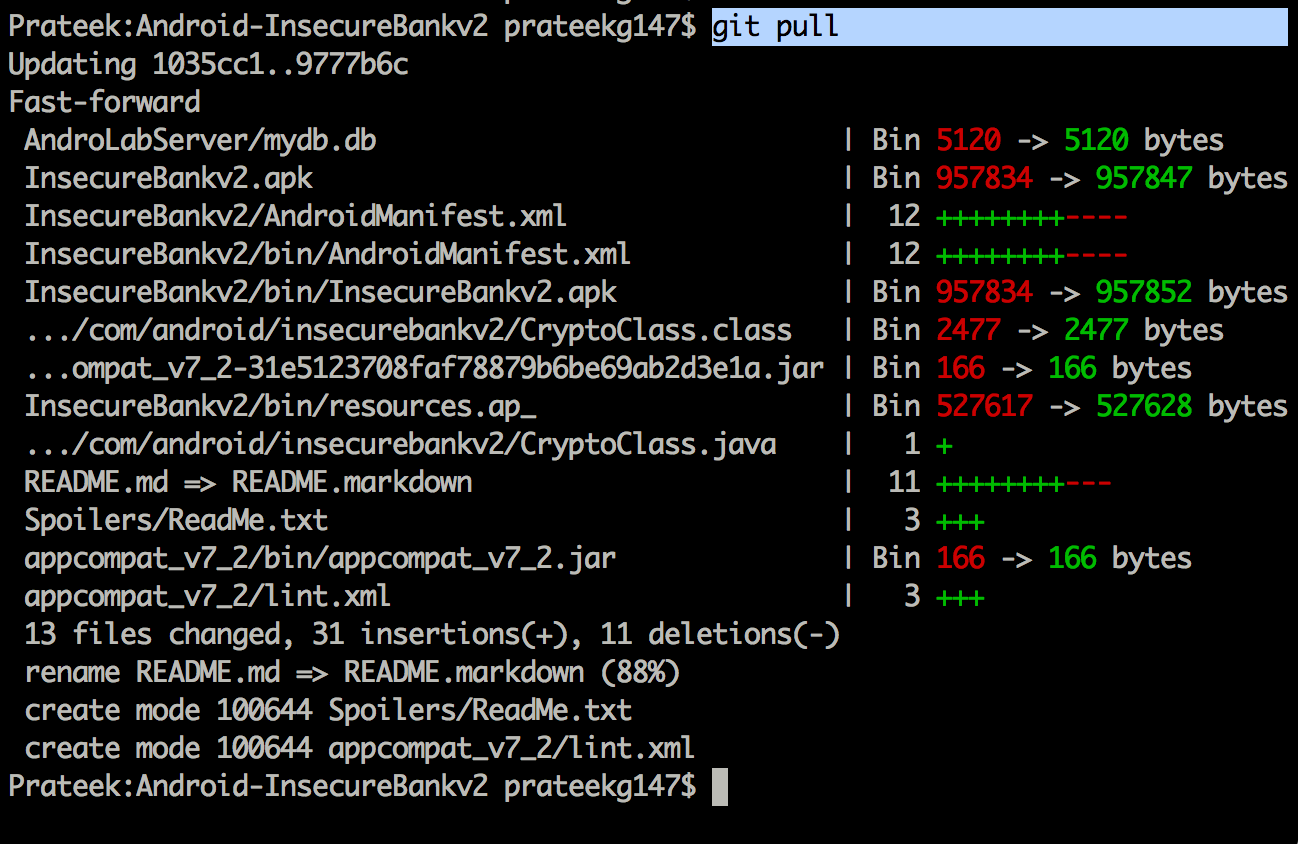 Prateek:Android-InsecureBankv2 prateekg147$ git pull
Updating 1035cc1..9777b6c
Fast-forward
 AndroLabServer/mydb.db                             | Bin 5120 -> 5120 bytes
 InsecureBankv2.apk                                 | Bin 957834 -> 957847 bytes
 InsecureBankv2/AndroidManifest.xml                 |  12 ++++++++----
 InsecureBankv2/bin/AndroidManifest.xml             |  12 ++++++++----
 InsecureBankv2/bin/InsecureBankv2.apk              | Bin 957834 -> 957852 bytes
 .../com/android/insecurebankv2/CryptoClass.class   | Bin 2477 -> 2477 bytes
 ...ompat_v7_2-31e5123708faf78879b6be69ab2d3e1a.jar | Bin 166 -> 166 bytes
 InsecureBankv2/bin/resources.ap_                   | Bin 527617 -> 527628 bytes
 .../com/android/insecurebankv2/CryptoClass.java    |   1 +
 README.md => README.markdown                       |  11 ++++++++---
 Spoilers/ReadMe.txt                                |   3 +++
 appcompat_v7_2/bin/appcompat_v7_2.jar              | Bin 166 -> 166 bytes
 appcompat_v7_2/lint.xml                            |   3 +++
 13 files changed, 31 insertions(+), 11 deletions(-)
 rename README.md => README.markdown (88%)
 create mode 100644 Spoilers/ReadMe.txt
 create mode 100644 appcompat_v7_2/lint.xml
Prateek:Android-InsecureBankv2 prateekg147$